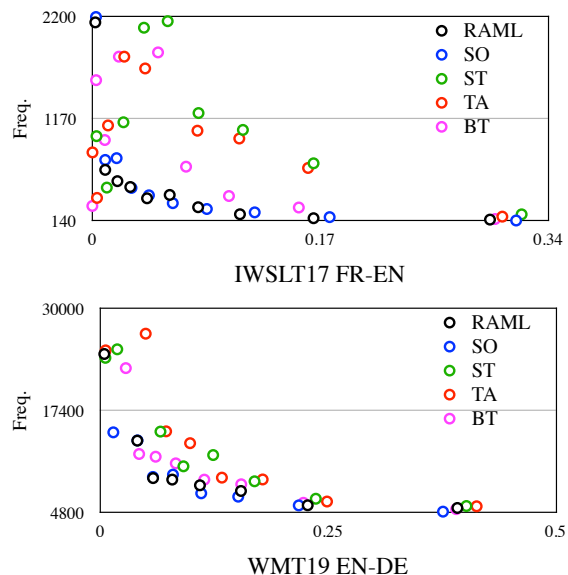 2200
RAML
SO
ST
Freq.
1170
TA
BT
140
0
0.17
0.34
IWSLT17 FR-EN
30000
RAML
SO
ST
Freq.
17400
TA
BT
4800
0
0.25
0.5
WMT19 EN-DE